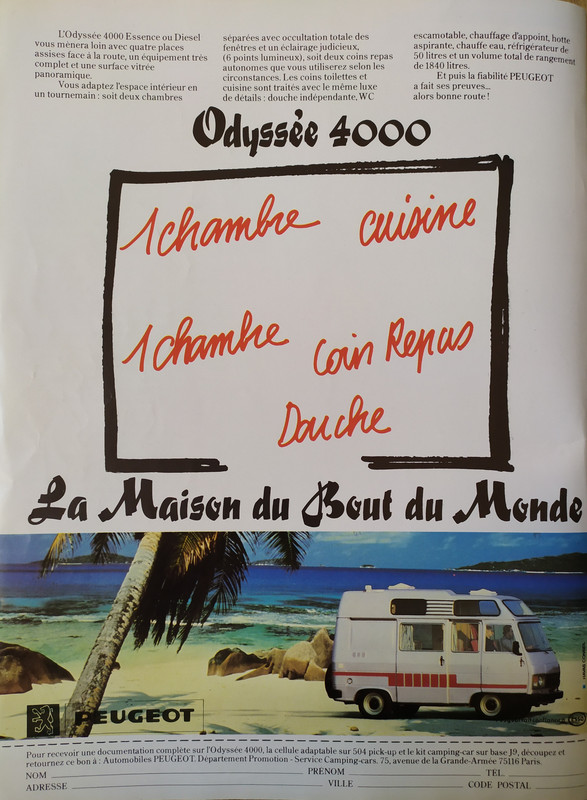 L'Odyssée 4000 Essence ou Diesel
vous mènera loin avec quatre places
assises face à la route, un équipement très
complet et une surface vitrée
panoramique.
Vous adaptez l'espace intérieur en
un tournemain : soit deux chambres
séparées avec occultation totale des
fenêtres et un éclairage judicieux,
(6 points lumineux), soit deux coins repas
autonomes que vous utiliserez selon les
circonstances. Les coins toilettes et
cuisine sont traités avec le même luxe
de détails : douche indépendante, WC
escamotable, chauffage d'appoint, hotte
aspirante, chauffe eau, réfrigérateur de
50 litres et un volume total de rangement
de 1840 litres.
Et puis la fiabilité PEUGEOT
a fait ses preuves...
alors bonne route !
Odyssée 4000
1 chambre cuisine
1 chambre coin Repas
Douche
La Maison du Bout du Monde
PEUGEOT
Pour recevoir une documentation complète sur l'Odyssée 4000, la cellule adaptable sur 504 pick-up et le kit camping-car sur base J9, découpez et
retournez ce bon à : Automobiles PEUGEOT. Département Promotion - Service Camping-cars. 75, avenue de la Grande-Armée 75116 Paris.
NOM PRÉNOM TEL.
ADRESSE VILLE CODE POSTAL